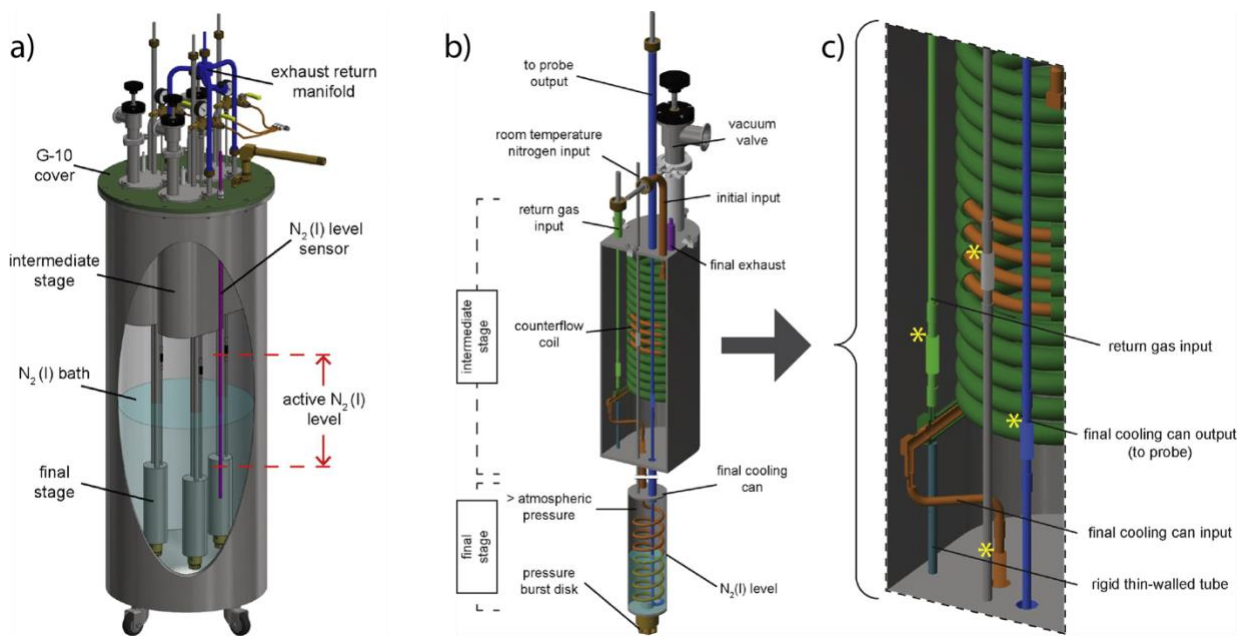 a)
exhaust return
manifold
G-10
cover
N₂(l) level
sensor
intermediate
stage
N₂(l) bath
active N₂(l)
level
final
stage
b)
to probe
output
vacuum
valve
room temperature
nitrogen input
initial input
return gas
input
final exhaust
intermediate
stage
counterflow
coil
final cooling
can
> atmospheric
pressure
final
stage
N₂(l) level
pressure
burst disk
c)
*
*
return gas input
*
final cooling can output
(to probe)
final cooling can input
*
rigid thin-walled tube